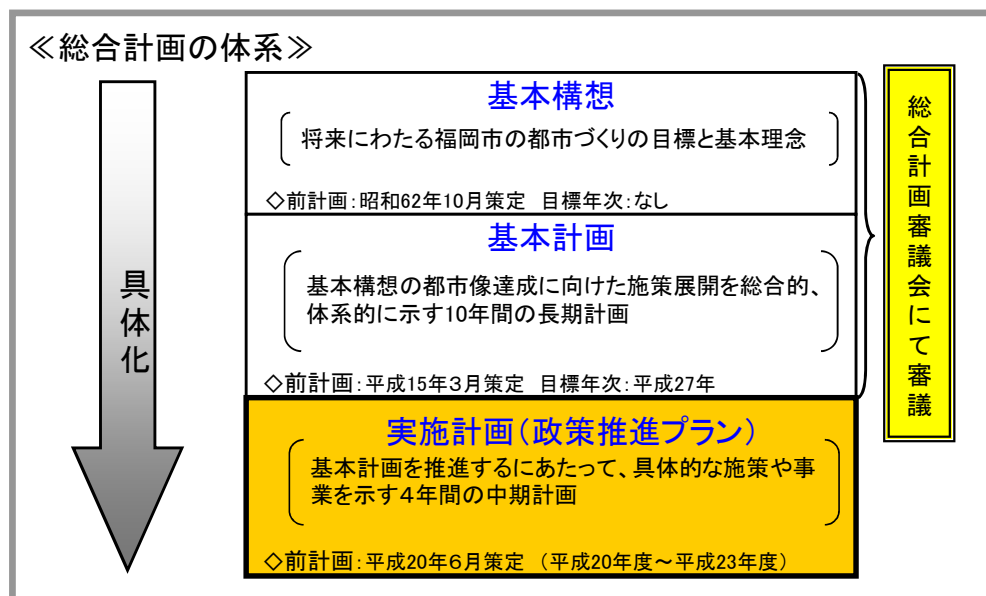 ≪総合計画の体系≫
基本構想
将来にわたる福岡市の都市づくりの目標と基本理念
◇前計画：昭和62年10月策定　目標年次：なし
基本計画
基本構想の都市像達成に向けた施策展開を総合的、
体系的に示す10年間の長期計画
◇前計画：平成15年３月策定　目標年次：平成27年
実施計画（政策推進プラン）
基本計画を推進するにあたって、具体的な施策や事
業を示す４年間の中期計画
◇前計画：平成20年６月策定　（平成20年度～平成23年度）
具体化
総合計画審議会にて審議